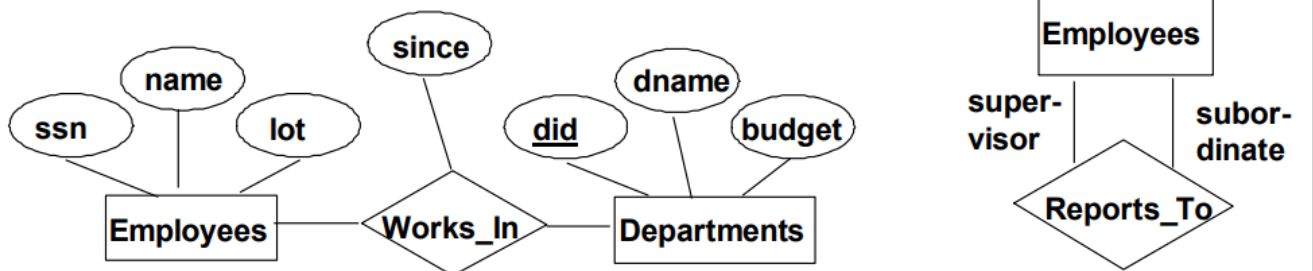 since
name
ssn
lot
dname
did
budget
Employees
Works_In
Departments
Employees
super-
visor
subor-
dinate
Reports_To